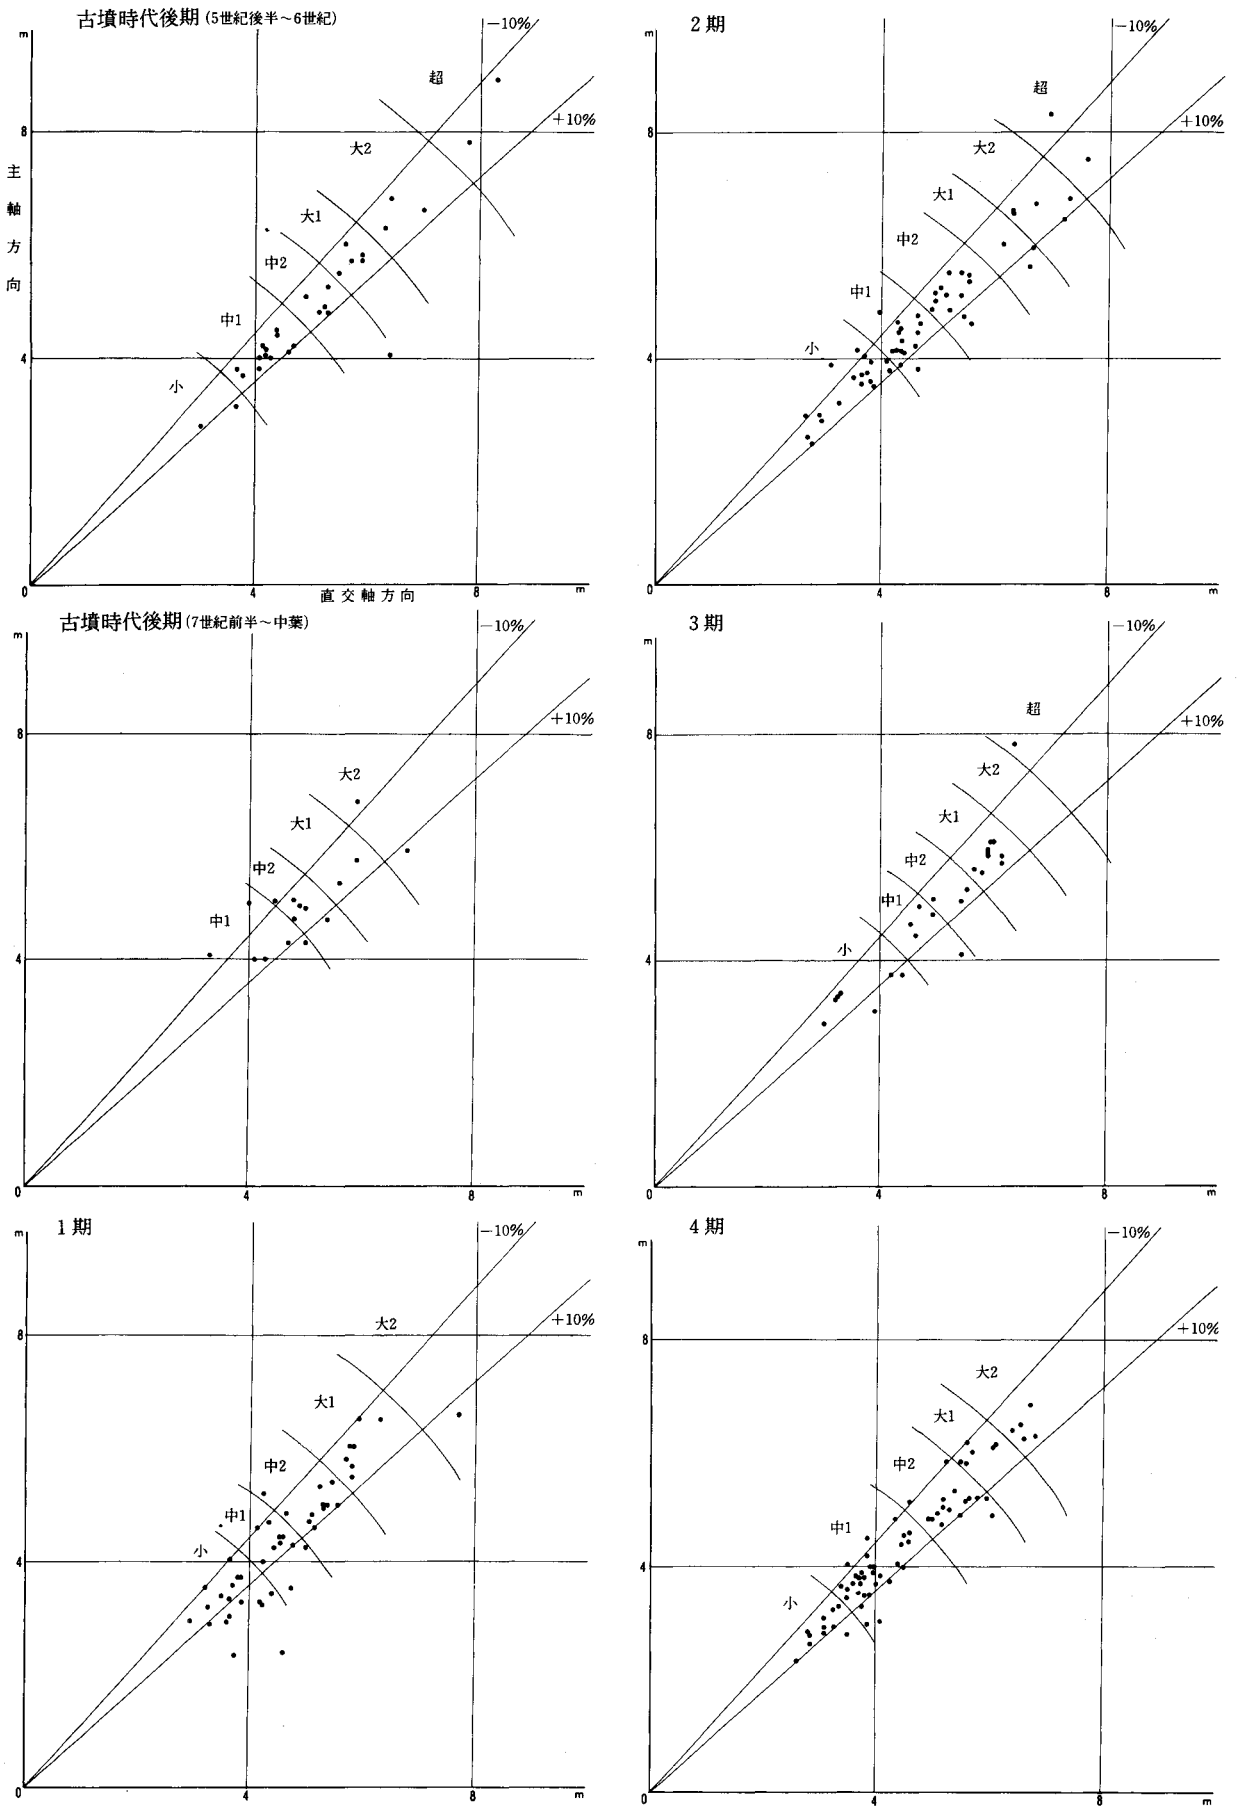 古墳時代後期 (5世紀後半～6世紀)
m
-10%
超
+10%
8
大2
主軸方向
大1
中2
中1
4
小
0
4
8
m
直交軸方向
2期
m
-10%
超
+10%
8
大2
大1
中2
中1
小
4
0
4
8
m
古墳時代後期 (7世紀前半～中葉)
m
-10%
+10%
8
大2
大1
中2
中1
4
0
4
8
m
3期
m
-10%
超
+10%
8
大2
大1
中2
中1
小
4
0
4
8
m
1期
m
-10%
+10%
8
大2
大1
中2
中1
小
4
0
4
8
m
4期
m
-10%
+10%
8
大2
大1
中2
中1
4
小
0
4
8
m